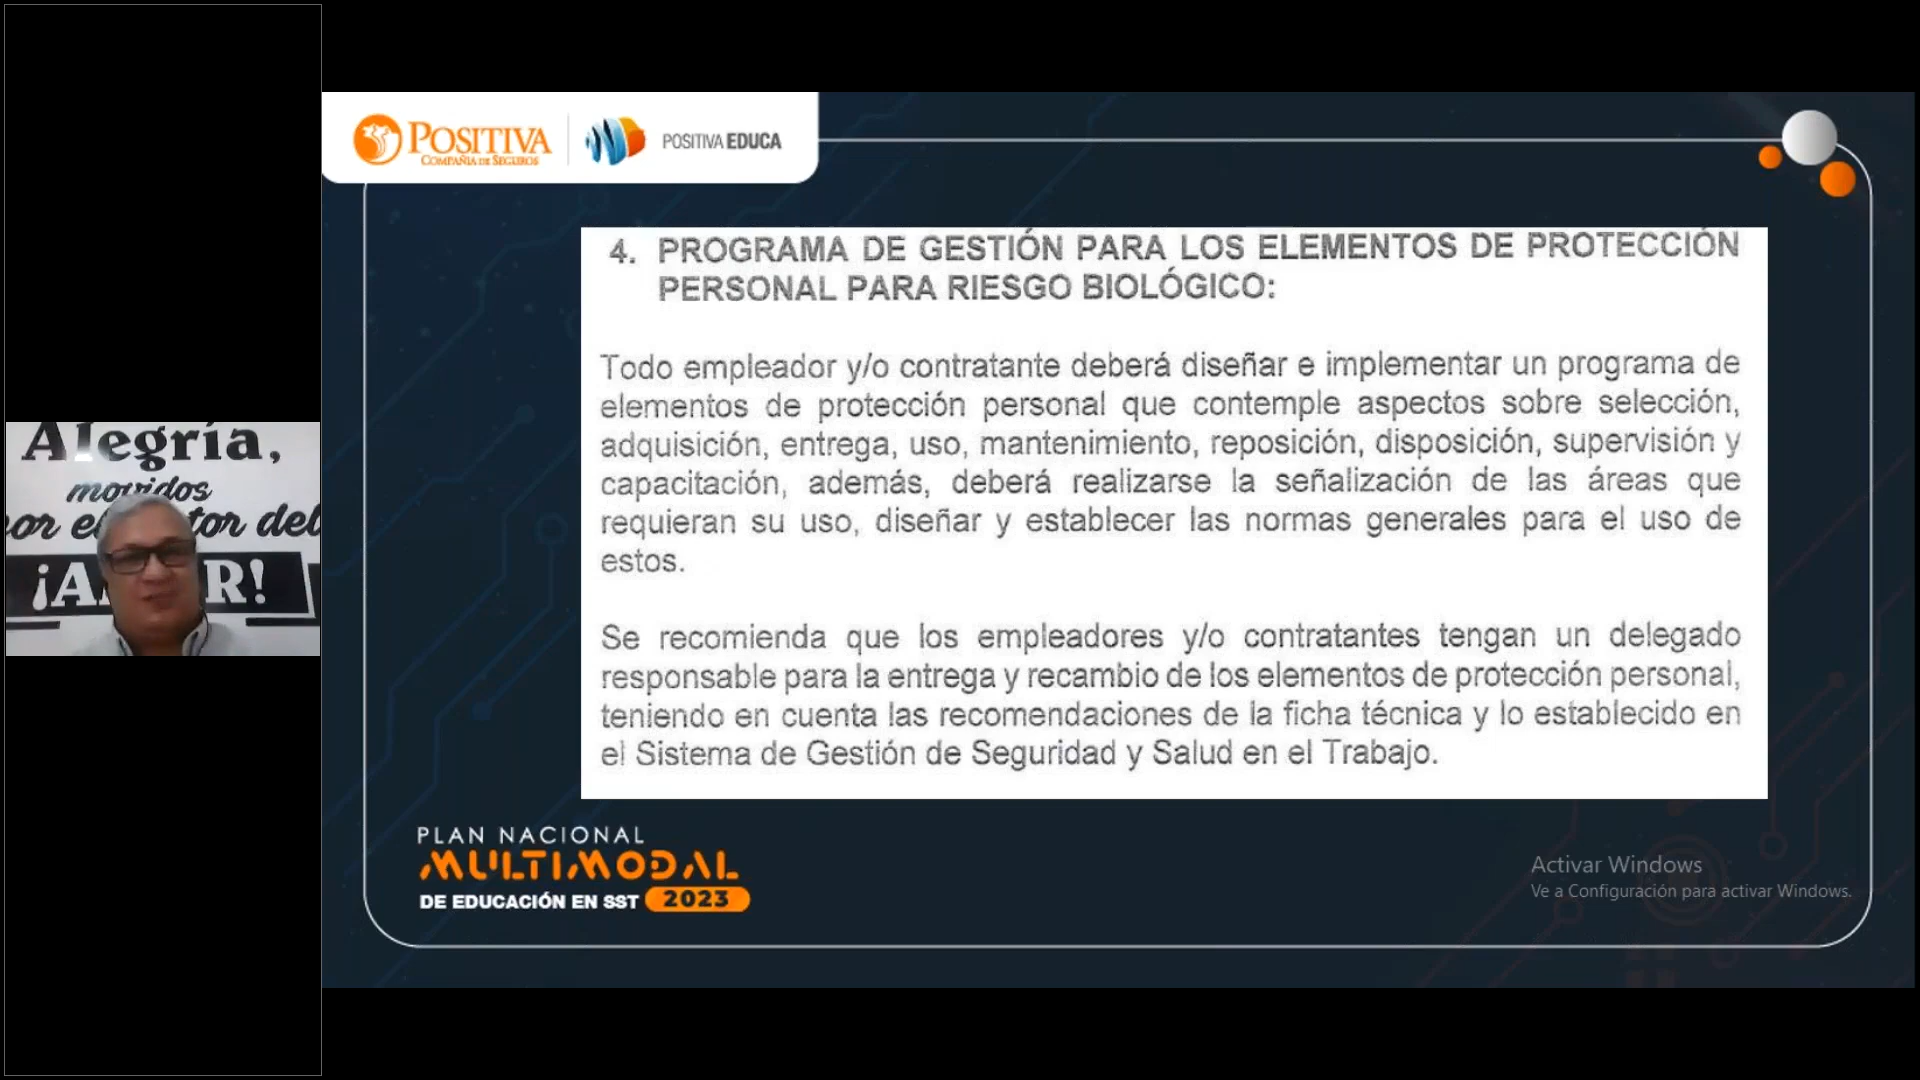 Alegría,
movidos
por el
tor del
¡A R!
POSITIVA
COMPAÑIA DE SEGUROS
POSITIVA EDUCA
4. PROGRAMA DE GESTIÓN PARA LOS ELEMENTOS DE PROTECCIÓN
PERSONAL PARA RIESGO BIOLÓGICO:
Todo empleador y/o contratante deberá diseñar e implementar un programa de
elementos de protección personal que contemple aspectos sobre selección,
adquisición, entrega, uso, mantenimiento, reposición, disposición, supervisión y
capacitación, además, deberá realizarse la señalización de las áreas que
requieran su uso, diseñar y establecer las normas generales para el uso de
estos.
Se recomienda que los empleadores y/o contratantes tengan un delegado
responsable para la entrega y recambio de los elementos de protección personal,
teniendo en cuenta las recomendaciones de la ficha técnica y lo establecido en
el Sistema de Gestión de Seguridad y Salud en el Trabajo.
PLAN NACIONAL
MULTIMODAL
DE EDUCACIÓN EN SST 2023
Activar Windows
Ve a Configuración para activar Windows.